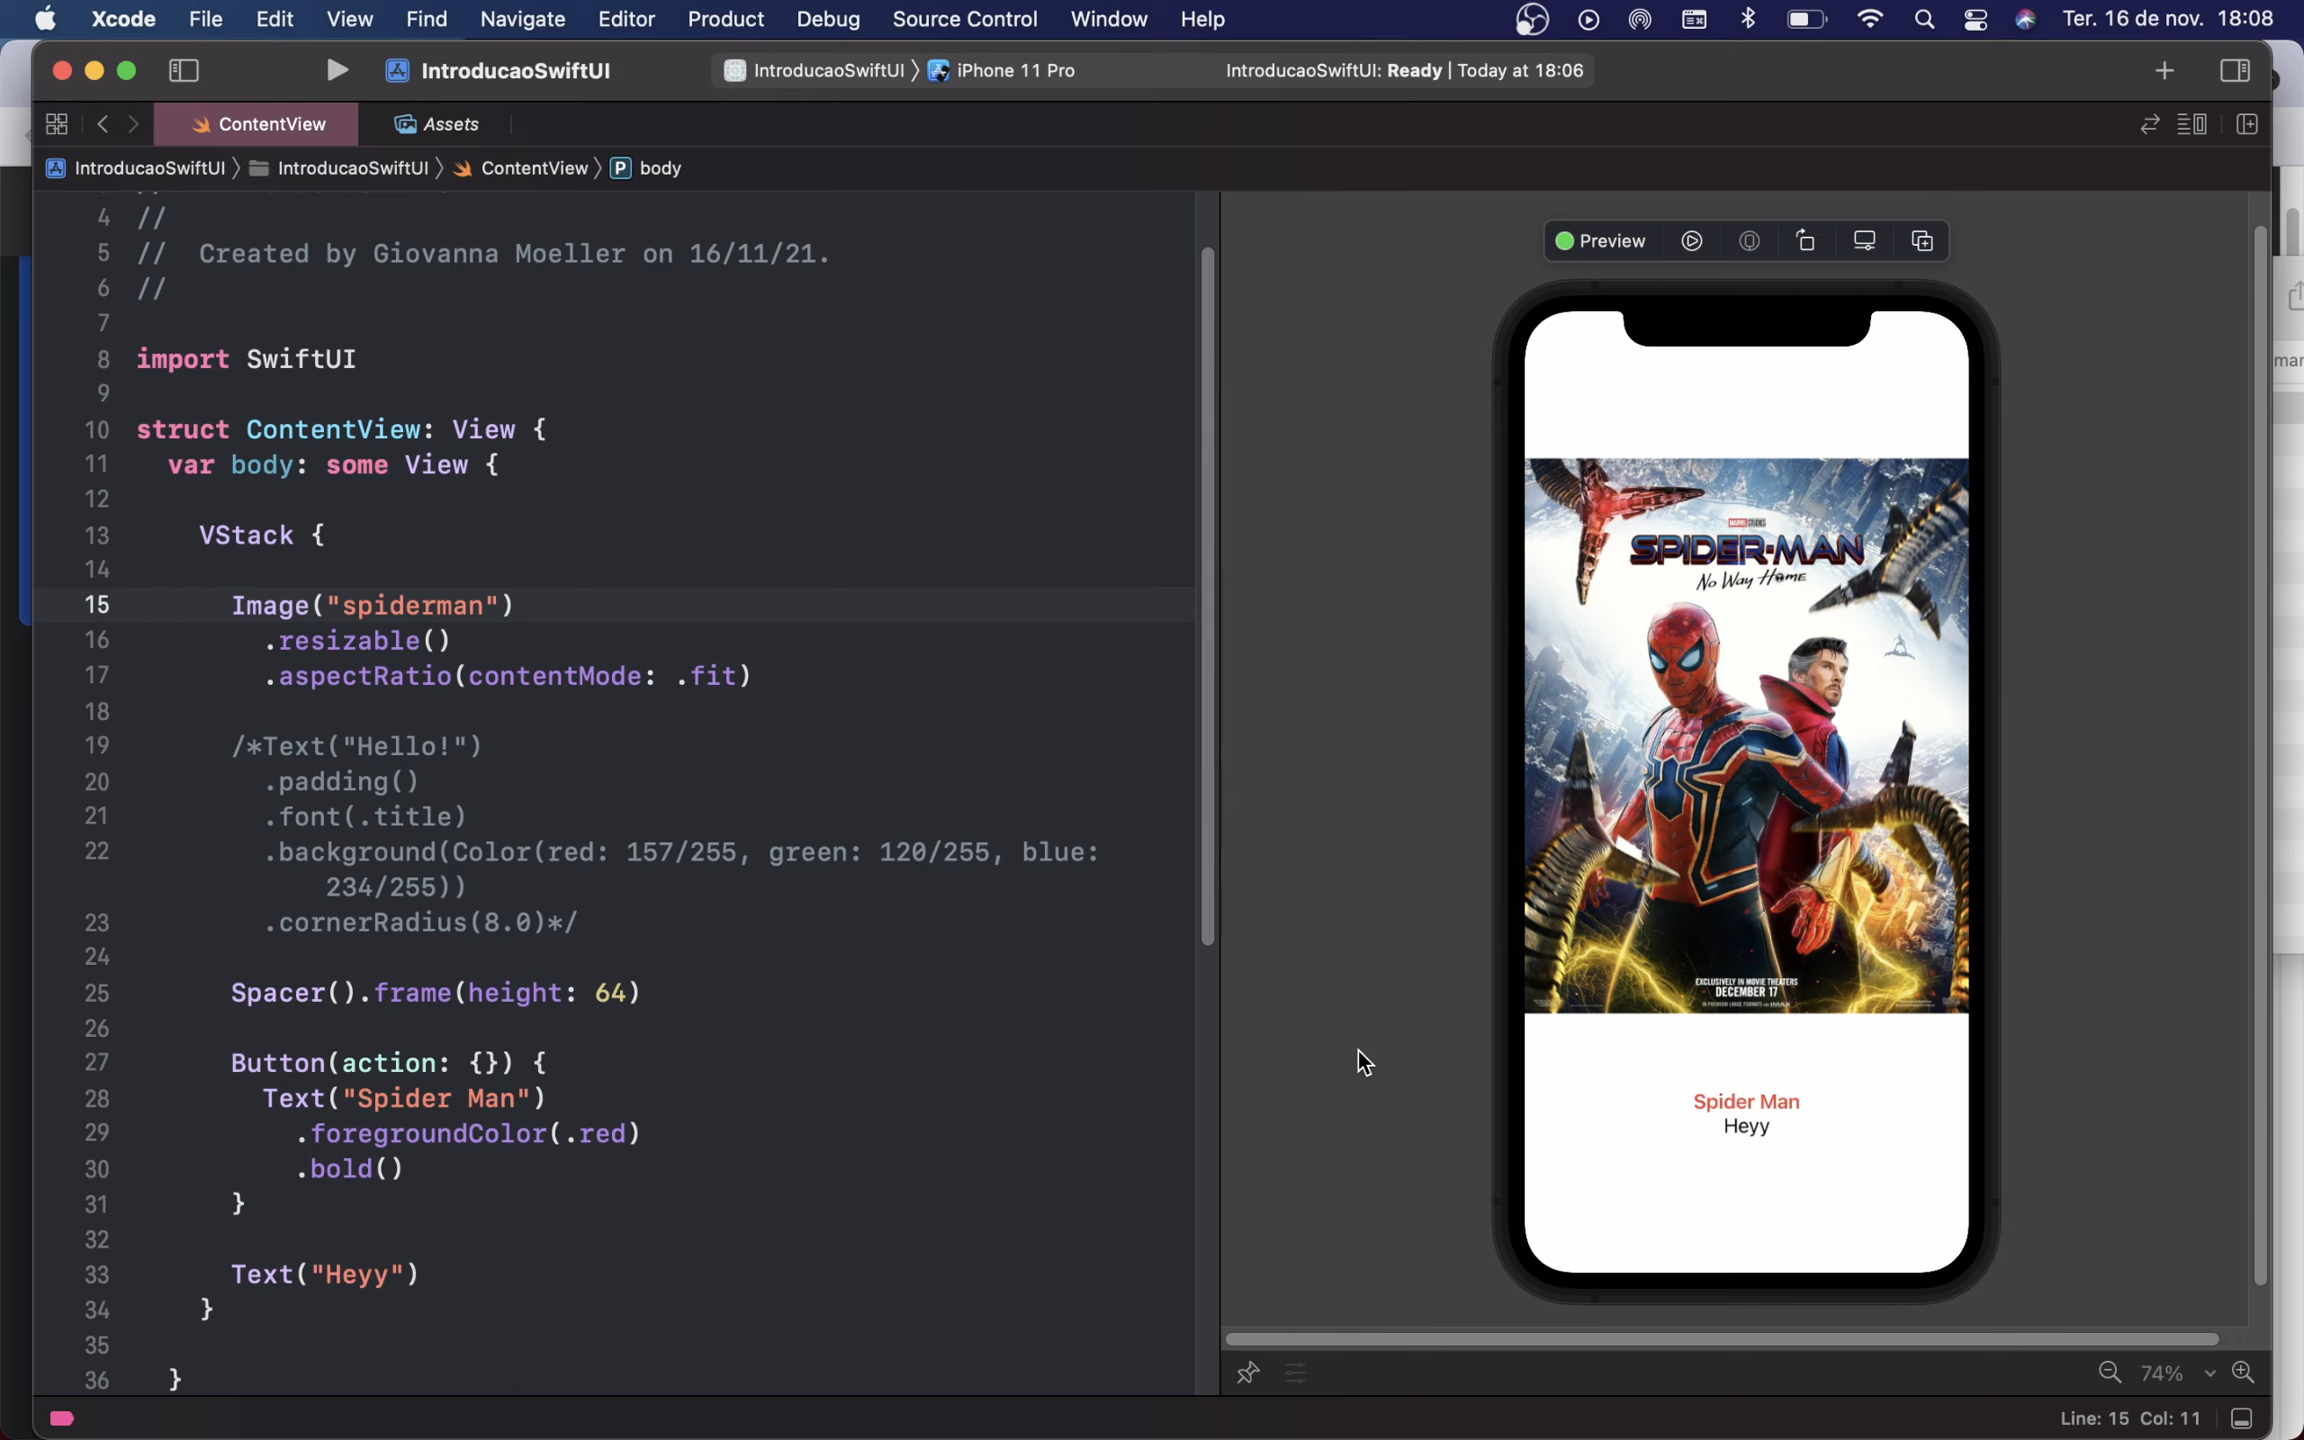 Xcode File Edit View Find Navigate Editor Product Debug Source Control Window Help Ter. 16 de nov. 18:08
IntroducaoSwiftUI IntroducaoSwiftUI 〉 iPhone 11 Pro IntroducaoSwiftUI: Ready | Today at 18:06
ContentView Assets
IntroducaoSwiftUI 〉 IntroducaoSwiftUI 〉 ContentView 〉 P body
4 //
5 // Created by Giovanna Moeller on 16/11/21.
6 //
7
8 import SwiftUI
9
10 struct ContentView: View {
11 var body: some View {
12
13 VStack {
14
15 Image("spiderman")
16 .resizable()
17 .aspectRatio(contentMode: .fit)
18
19 /*Text("Hello!")
20 .padding()
21 .font(.title)
22 .background(Color(red: 157/255, green: 120/255, blue:
234/255))
23 .cornerRadius(8.0)*/
24
25 Spacer().frame(height: 64)
26
27 Button(action: {}) {
28 Text("Spider Man")
29 .foregroundColor(.red)
30 .bold()
31 }
32
33 Text("Heyy")
34 }
35
36 }
Preview
MARVEL STUDIOS
SPIDER-MAN
No Way Home
EXCLUSIVELY IN MOVIE THEATERS
DECEMBER 17
Spider Man
Heyy
74%
Line: 15 Col: 11